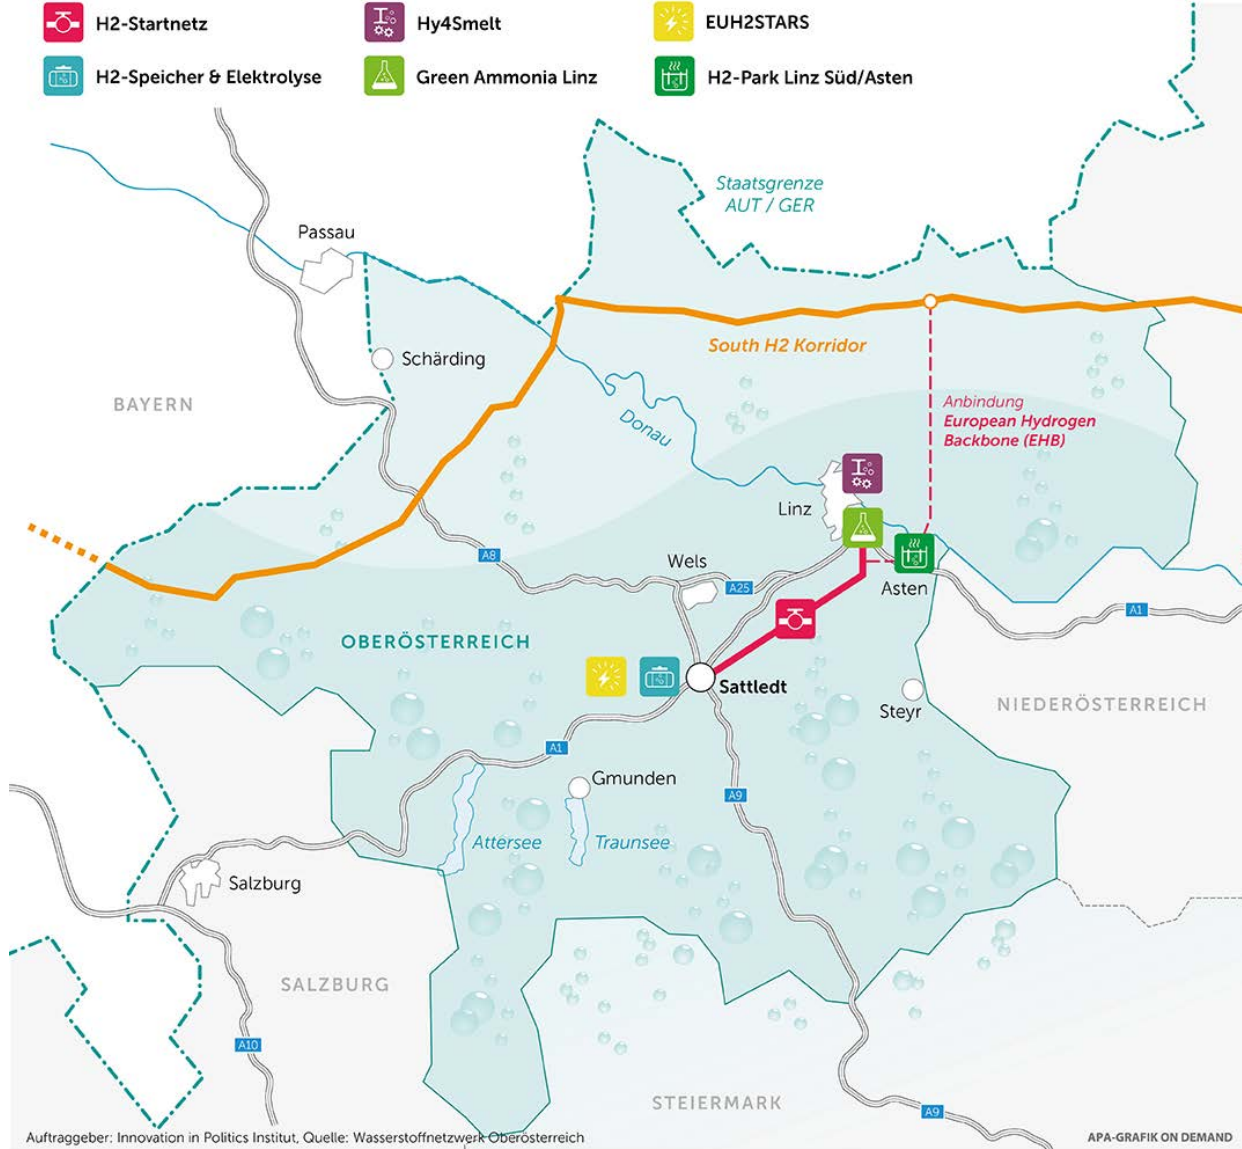 H2-Startnetz
Hy4Smelt
EUH2STARS
H2-Speicher & Elektrolyse
Green Ammonia Linz
H2-Park Linz Süd/Asten
Staatsgrenze
AUT / GER
Passau
South H2 Korridor
Schärding
BAYERN
Anbindung
European Hydrogen
Backbone (EHB)
Donau
Linz
A8
Wels
A25
Asten
A1
OBERÖSTERREICH
Sattledt
Steyr
NIEDERÖSTERREICH
A1
Gmunden
A9
Attersee
Traunsee
Salzburg
SALZBURG
A10
STEIERMARK
A9
Auftraggeber: Innovation in Politics Institut, Quelle: Wasserstoffnetzwerk Oberösterreich
APA-GRAFIK ON DEMAND